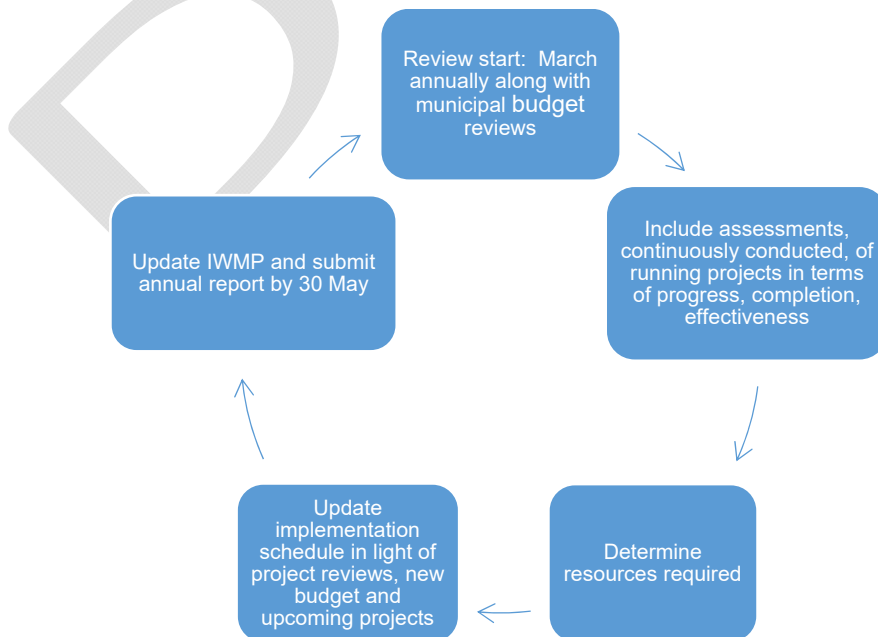 Review start:  March
annually along with
municipal budget
reviews
Include assessments,
continuously conducted, of
running projects in terms
of progress, completion,
effectiveness
Determine
resources required
Update
implementation
schedule in light of
project reviews, new
budget and
upcoming projects
Update IWMP and submit
annual report by 30 May